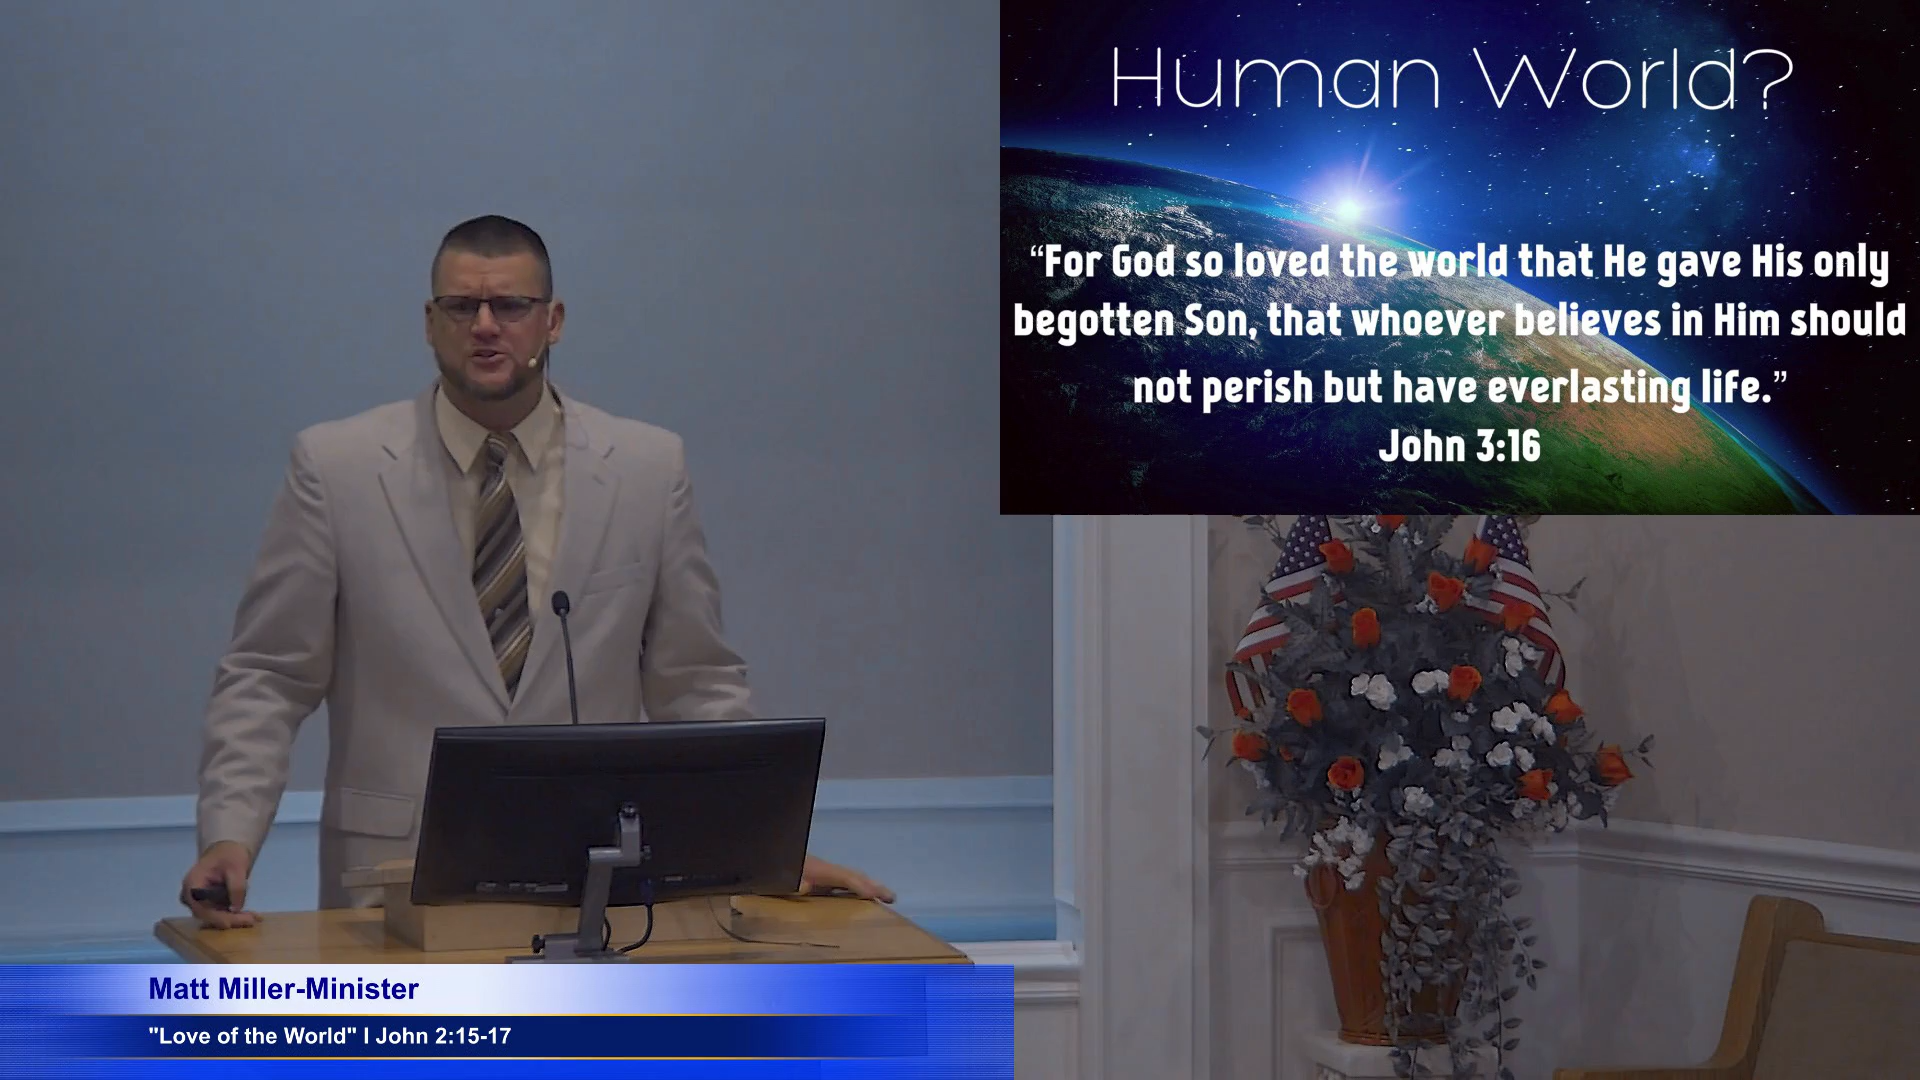 Human World?
“For God so loved the world that He gave His only
begotten Son, that whoever believes in Him should
not perish but have everlasting life.”
John 3:16
Matt Miller-Minister
"Love of the World" I John 2:15-17